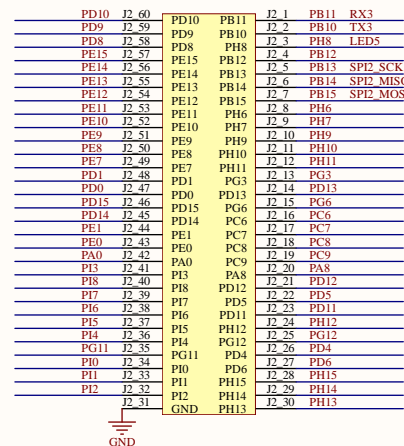 PD10 J2_60 PD10 PB11 J2_1 PB11 RX3
PD9 J2_59 PD9 PB10 J2_2 PB10 TX3
PD8 J2_58 PD8 PH8 J2_3 PH8 LED5
PE15 J2_57 PE15 PB12 J2_4 PB12
PE14 J2_56 PE14 PB13 J2_5 PB13 SPI2_SCK
PE13 J2_55 PE13 PB14 J2_6 PB14 SPI2_MISO
PE12 J2_54 PE12 PB15 J2_7 PB15 SPI2_MOS
PE11 J2_53 PE11 PH6 J2_8 PH6
PE10 J2_52 PE10 PH7 J2_9 PH7
PE9 J2_51 PE9 PH9 J2_10 PH9
PE8 J2_50 PE8 PH10 J2_11 PH10
PE7 J2_49 PE7 PH11 J2_12 PH11
PD1 J2_48 PD1 PG3 J2_13 PG3
PD0 J2_47 PD0 PD13 J2_14 PD13
PD15 J2_46 PD15 PG6 J2_15 PG6
PD14 J2_45 PD14 PC6 J2_16 PC6
PE1 J2_44 PE1 PC7 J2_17 PC7
PE0 J2_43 PE0 PC8 J2_18 PC8
PA0 J2_42 PA0 PC9 J2_19 PC9
PI3 J2_41 PI3 PA8 J2_20 PA8
PI8 J2_40 PI8 PD12 J2_21 PD12
PI7 J2_39 PI7 PD5 J2_22 PD5
PI6 J2_38 PI6 PD11 J2_23 PD11
PI5 J2_37 PI5 PH12 J2_24 PH12
PI4 J2_36 PI4 PG12 J2_25 PG12
PG11 J2_35 PG11 PD4 J2_26 PD4
PI0 J2_34 PI0 PD6 J2_27 PD6
PI1 J2_33 PI1 PH15 J2_28 PH15
PI2 J2_32 PI2 PH14 J2_29 PH14
J2_31 GND PH13 J2_30 PH13
GND